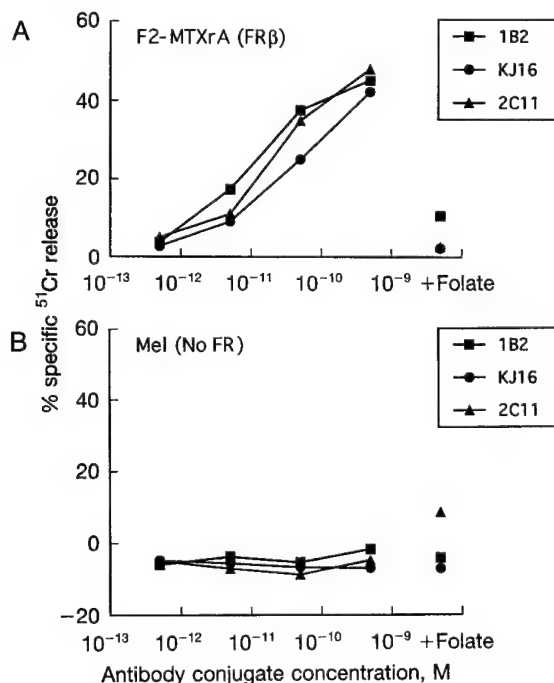 A
F2-MTXrA (FRβ)
1B2
KJ16
2C11
60
40
20
0
10⁻¹³ 10⁻¹² 10⁻¹¹ 10⁻¹⁰ 10⁻⁹ +Folate
% specific ⁵¹Cr release
B
Mel (No FR)
1B2
KJ16
2C11
60
40
20
0
−20
10⁻¹³ 10⁻¹² 10⁻¹¹ 10⁻¹⁰ 10⁻⁹ +Folate
Antibody conjugate concentration, M